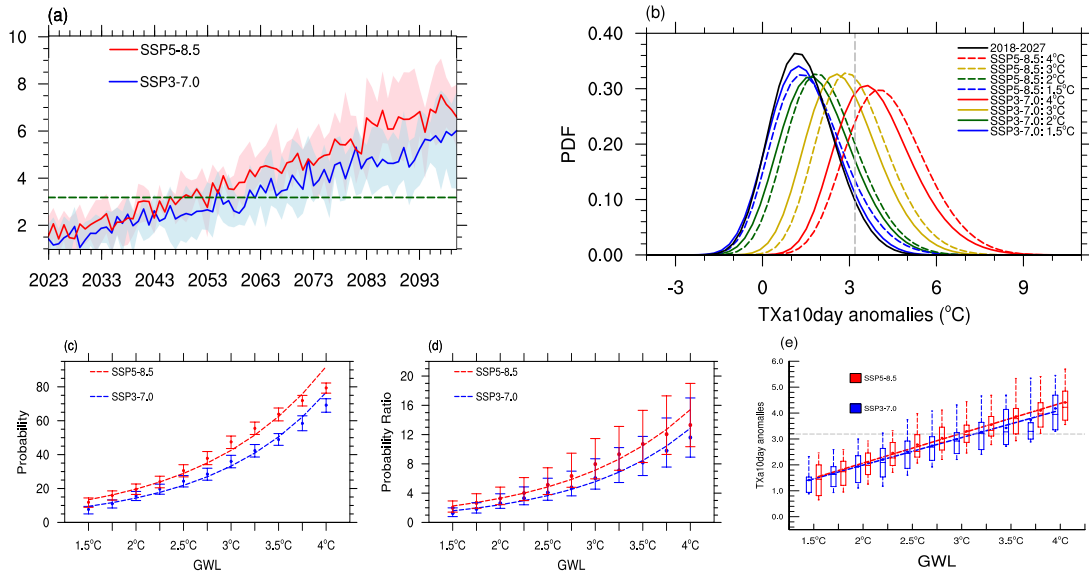 (a)
10
8
6
4
2
SSP5-8.5
SSP3-7.0
2023 2033 2043 2053 2063 2073 2083 2093
(b)
0.40
0.30
0.20
0.10
0.00
PDF
2018-2027
SSP5-8.5: 4°C
SSP5-8.5: 3°C
SSP5-8.5: 2°C
SSP5-8.5: 1.5°C
SSP3-7.0: 4°C
SSP3-7.0: 3°C
SSP3-7.0: 2°C
SSP3-7.0: 1.5°C
-3 0 3 6 9
TXa10day anomalies (°C)
(c)
80
60
40
20
0
Probability
SSP5-8.5
SSP3-7.0
1.5°C 2°C 2.5°C 3°C 3.5°C 4°C
GWL
(d)
20
16
12
8
4
0
Probability Ratio
SSP5-8.5
SSP3-7.0
1.5°C 2°C 2.5°C 3°C 3.5°C 4°C
GWL
(e)
6.0
5.0
4.0
3.0
2.0
1.0
0.0
TXa10day anomalies
SSP5-8.5
SSP3-7.0
1.5°C 2°C 2.5°C 3°C 3.5°C 4°C
GWL